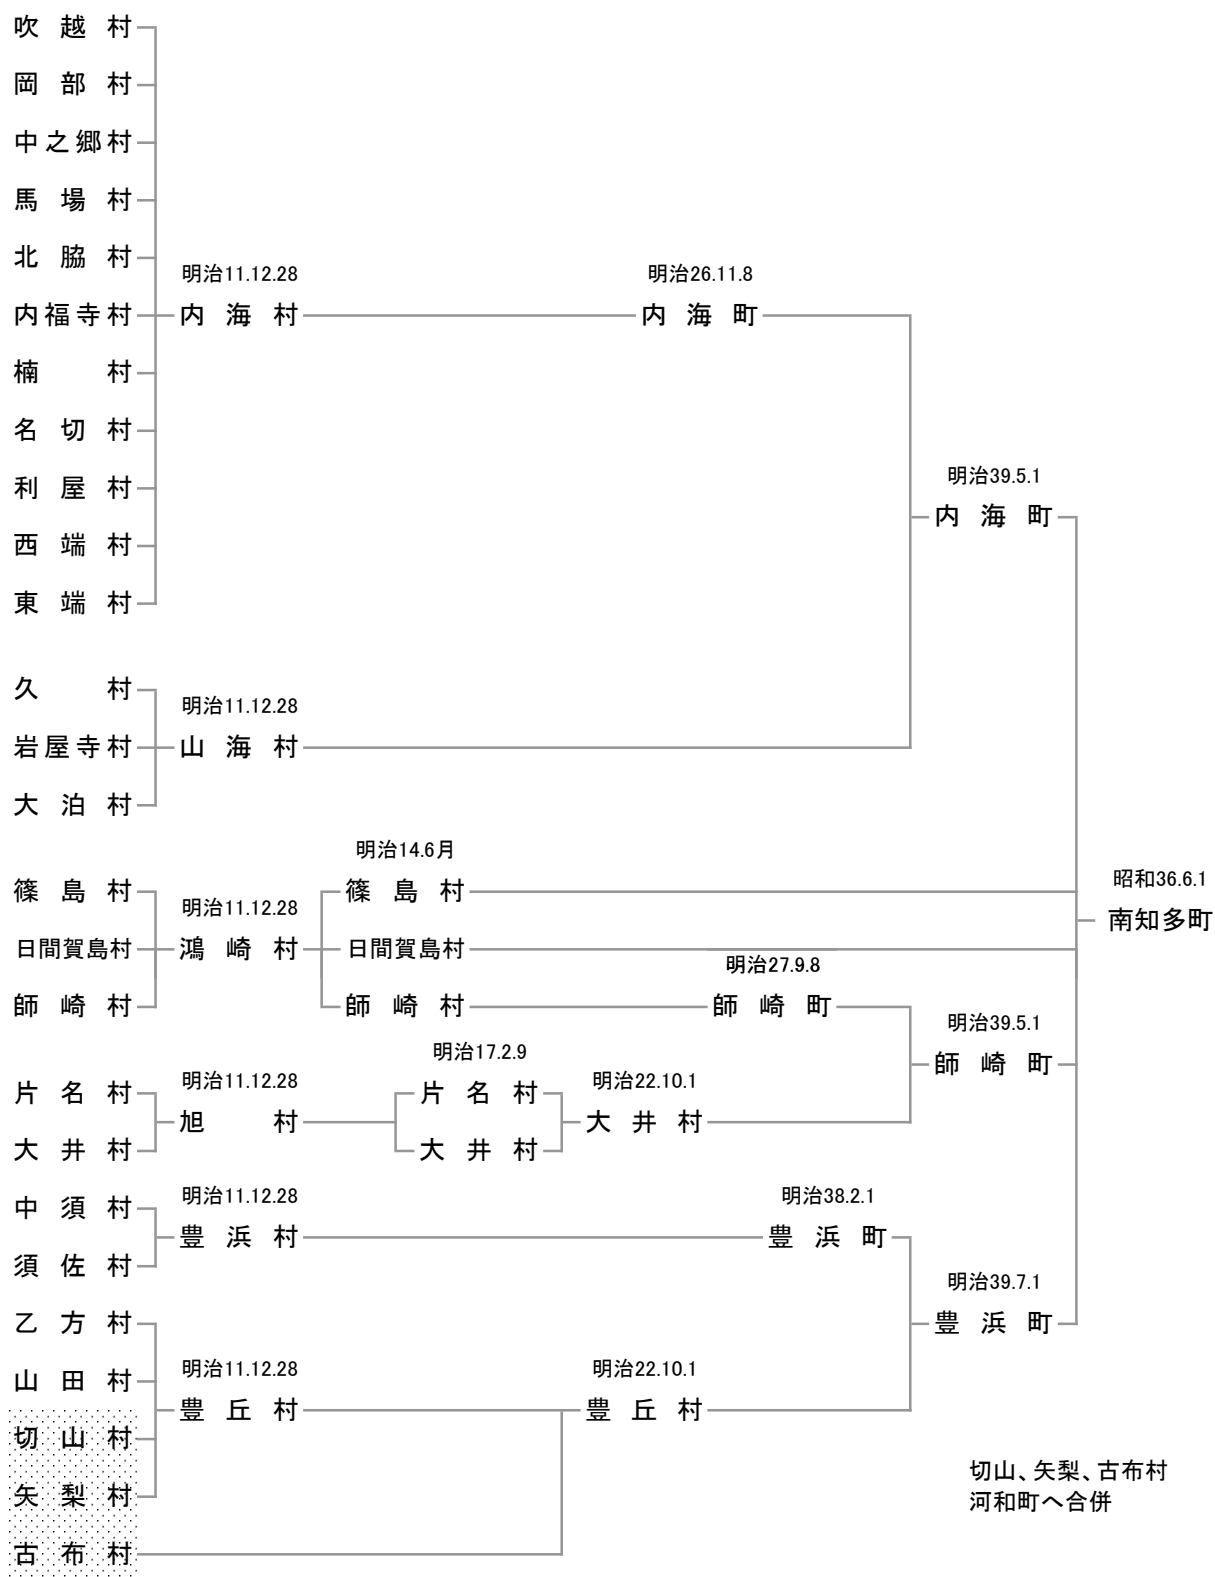 吹越村
岡部村
中之郷村
馬場村
北脇村
内福寺村
楠村
名切村
利屋村
西端村
東端村
明治11.12.28
内海村
明治26.11.8
内海町
明治39.5.1
内海町
久村
岩屋寺村
大泊村
明治11.12.28
山海村
篠島村
日間賀島村
師崎村
明治11.12.28
鴻崎村
明治14.6月
篠島村
日間賀島村
師崎村
明治27.9.8
師崎町
片名村
大井村
明治11.12.28
旭村
明治17.2.9
片名村
大井村
明治22.10.1
大井村
明治39.5.1
師崎町
中須村
須佐村
明治11.12.28
豊浜村
明治38.2.1
豊浜町
乙方村
山田村
切山村
矢梨村
古布村
明治11.12.28
豊丘村
明治22.10.1
豊丘村
明治39.7.1
豊浜町
昭和36.6.1
南知多町
切山、矢梨、古布村
河和町へ合併